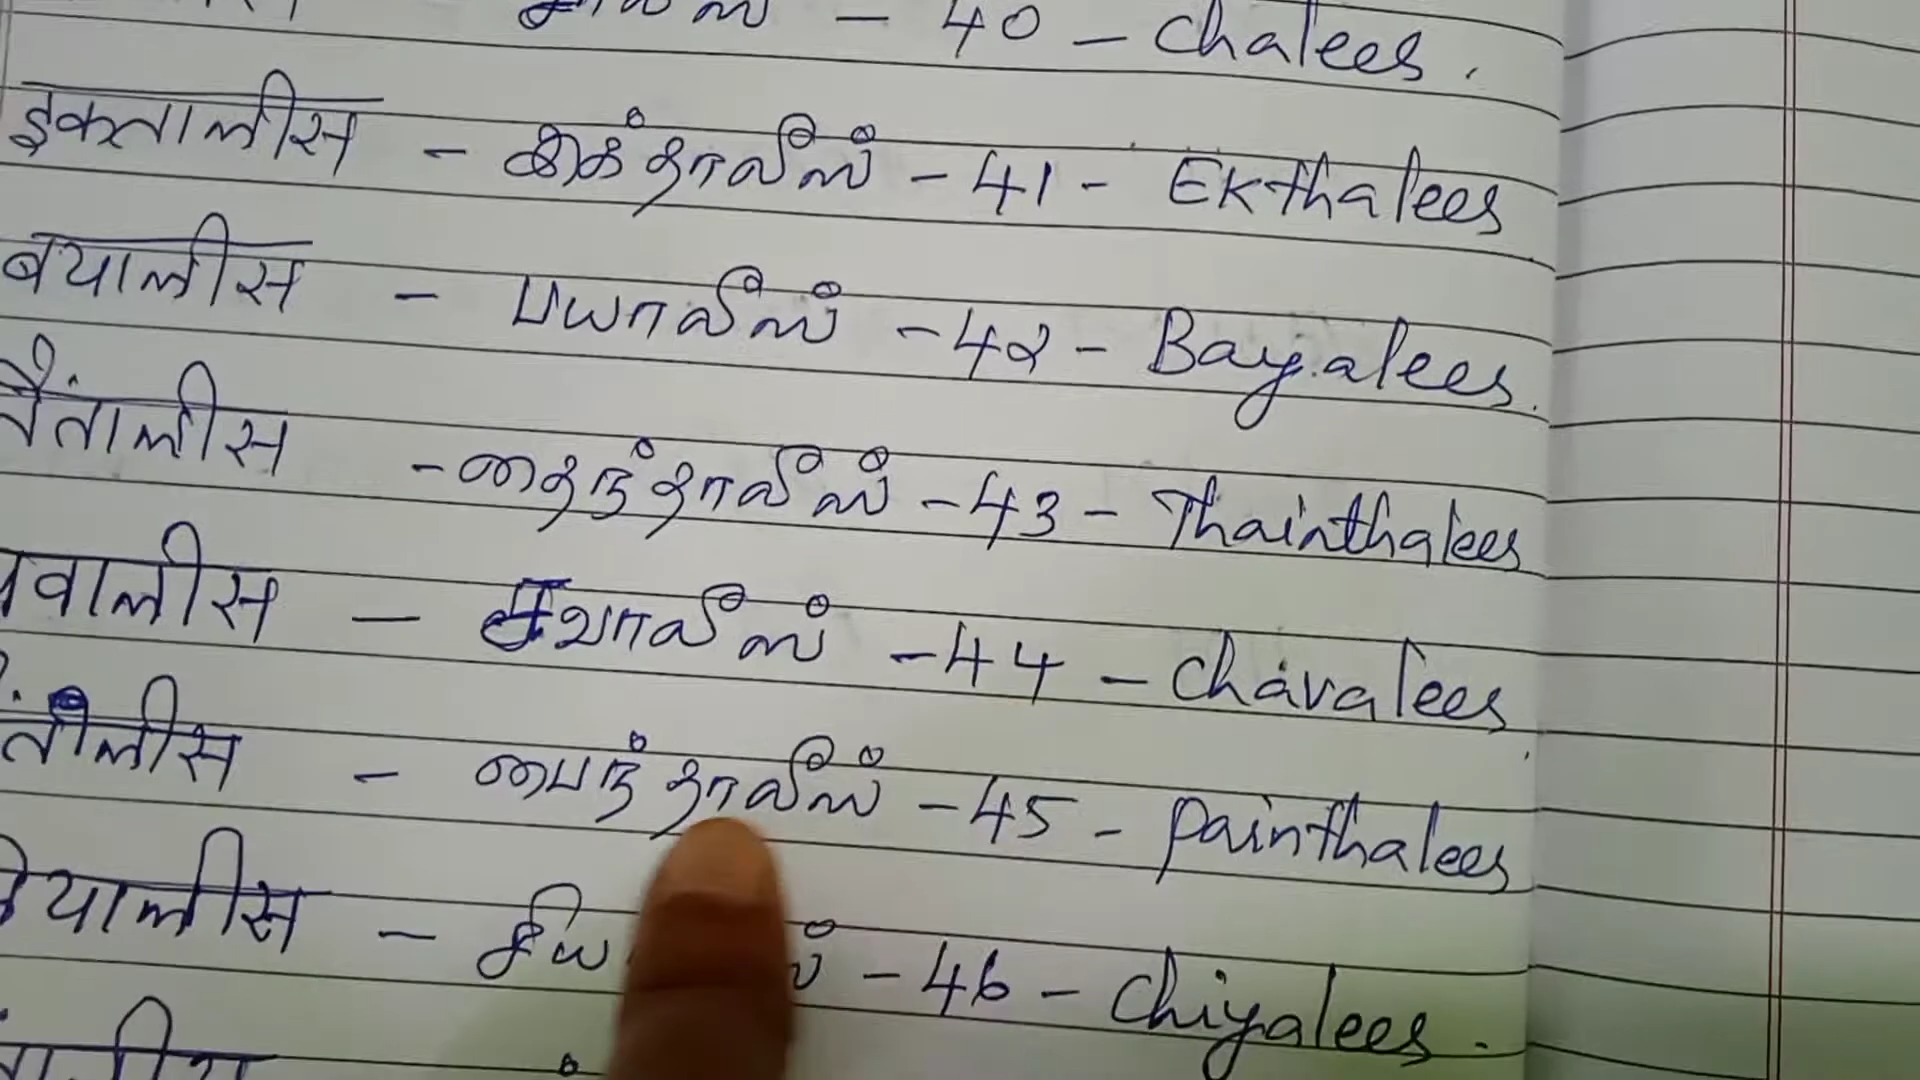 - 40 - Chalees.
इकतालीस - இக்தாலீஸ் - 41 - Ekthalees
बयालीस - பயாலீஸ் - 42 - Bayalees.
तैंतालीस - தைந்தாலீஸ் - 43 - Thainthalees
चवालीस - சவாலீஸ் - 44 - Chavalees
- பைந்தாலீஸ் - 45 - Painthalees
- 46 - Chiyalees.